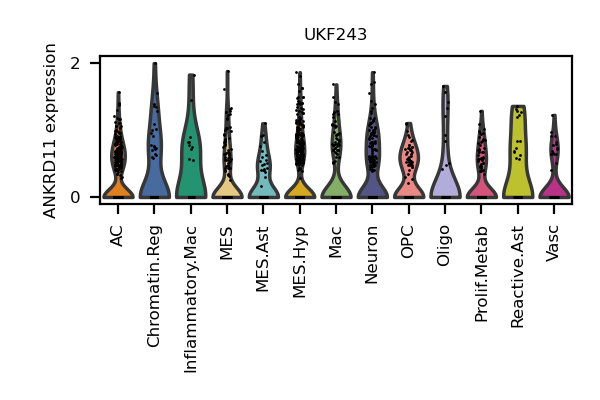 UKF243
ANKRD11 expression
2
0
AC
Chromatin.Reg
Inflammatory.Mac
MES
MES.Ast
MES.Hyp
Mac
Neuron
OPC
Oligo
Prolif.Metab
Reactive.Ast
Vasc